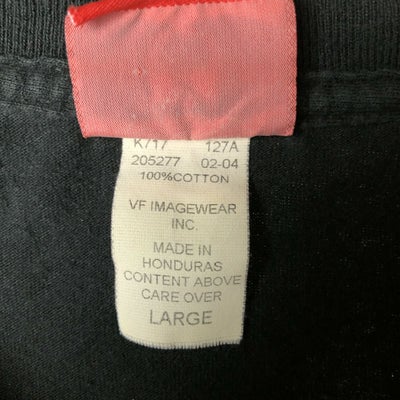 K717 127A
205277 02-04
100%COTTON
VF IMAGEWEAR
INC.
MADE IN
HONDURAS
CONTENT ABOVE
CARE OVER
LARGE